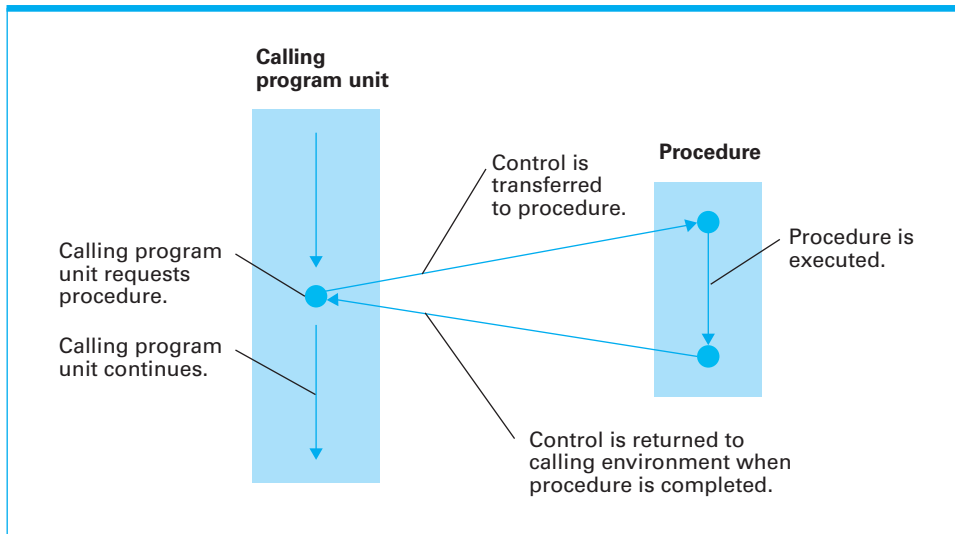 Calling
program unit
Procedure
Control is
transferred
to procedure.
Calling program
unit requests
procedure.
Procedure is
executed.
Calling program
unit continues.
Control is returned to
calling environment when
procedure is completed.